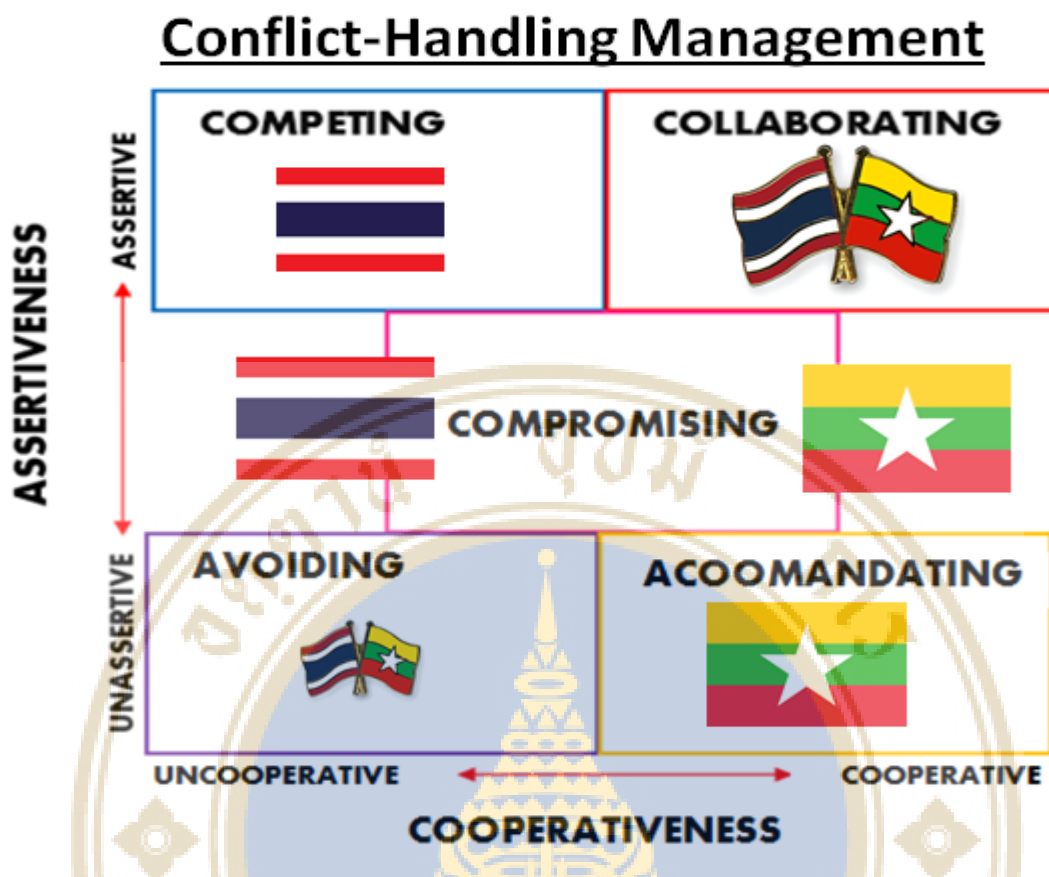 Conflict-Handling Management
COMPETING
COLLABORATING
ASSERTIVE
ASSERTIVENESS
COMPROMISING
UNASSERTIVE
AVOIDING
ACOOMANDATING
UNCOOPERATIVE
COOPERATIVE
COOPERATIVENESS